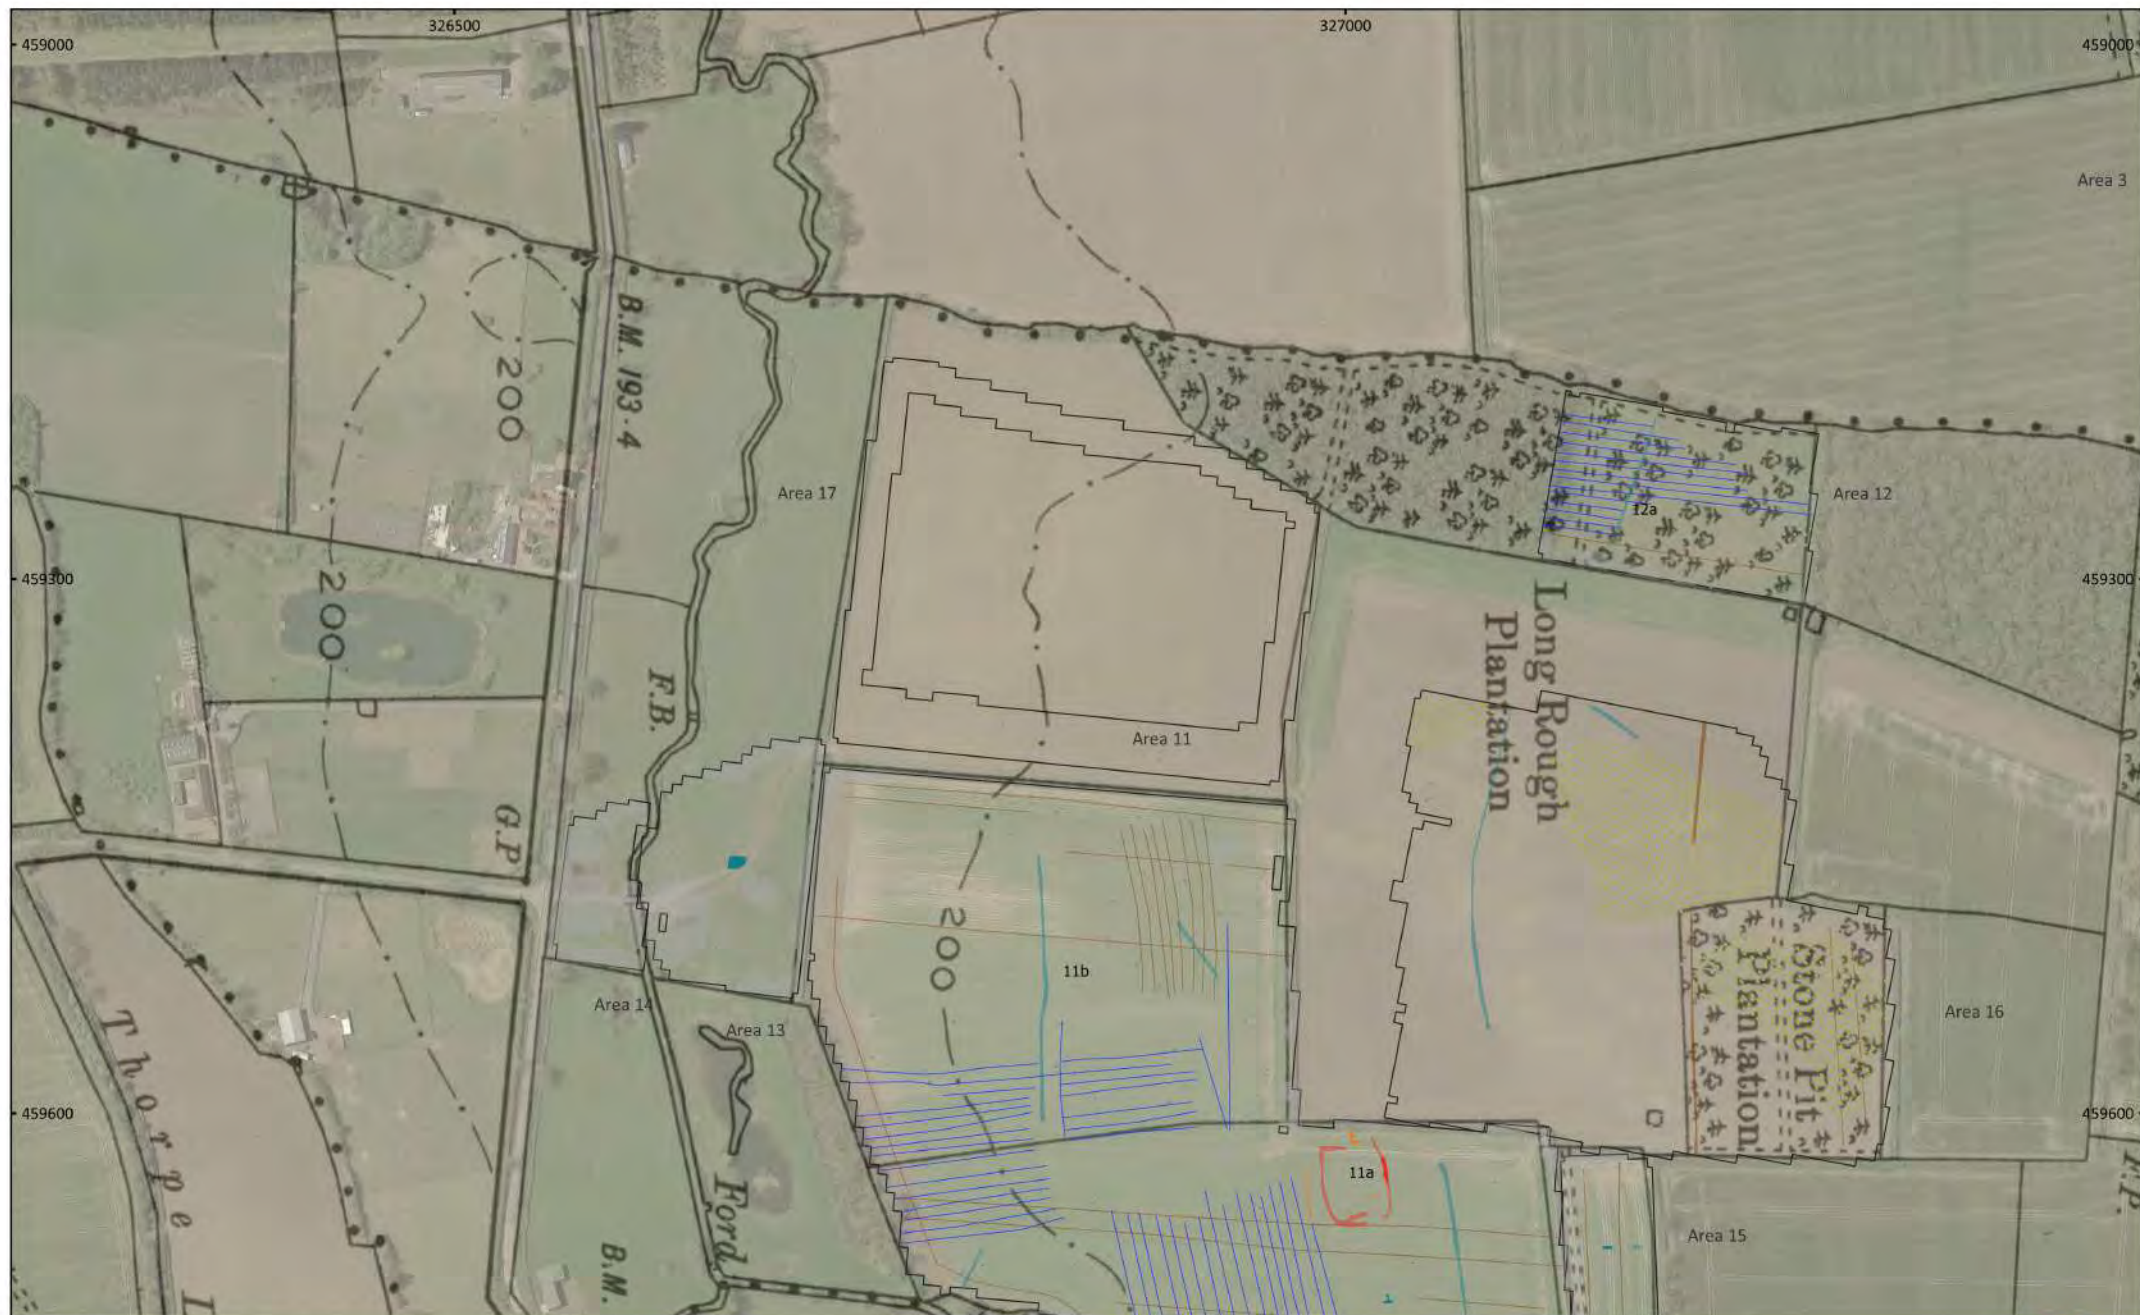 326500
327000
459000
459000
Area 3
B.M. 193·4
200
Area 17
Area 12
12a
459300
459300
200
Long Rough
Plantation
F.B.
Area 11
G.P
200
11b
Stone Pit
Plantation
Area 14
Area 13
Area 16
Thorpe
459600
459600
11a
F.P.
Ford
Area 15
B.M.
L